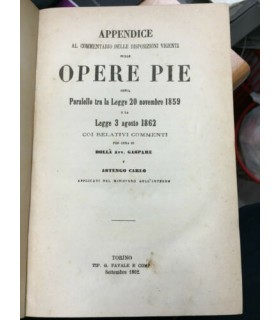 APPENDICE
AL COMMENTARIO DELLE DISPOSIZIONI VIGENTI
SULLE
OPERE PIE
OSSIA
Paralello tra la Legge 20 novembre 1859
E LA
Legge 3 agosto 1862
COI RELATIVI COMMENTI
PER CURA DI
BOLLA AVV. GASPARE
E
ASTENGO CARLO
APPLICATI NEL MINISTERO DELL'INTERNO
TORINO
TIP. G. FAVALE E COMP.
Settembre 1862.